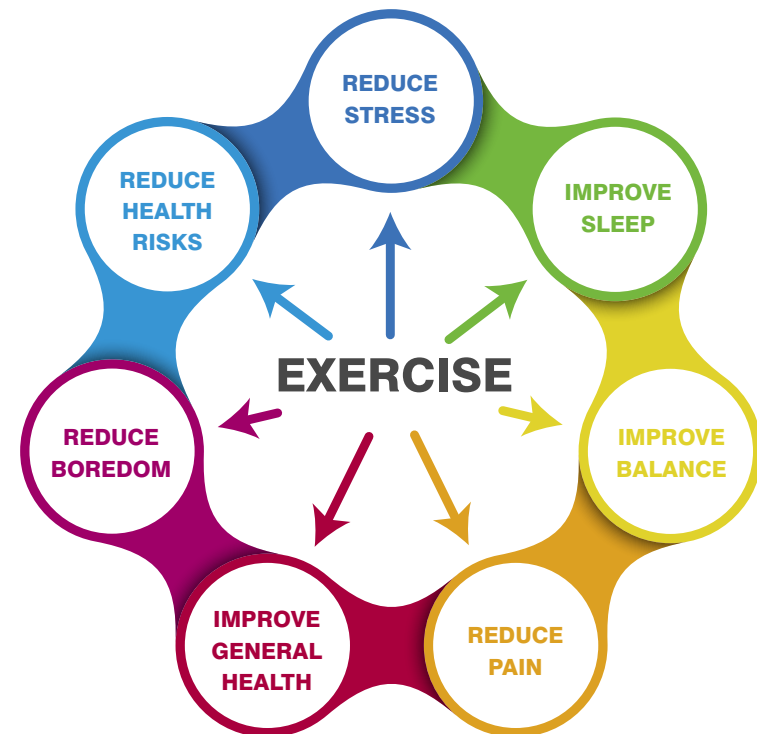 REDUCE
STRESS
IMPROVE
SLEEP
IMPROVE
BALANCE
REDUCE
PAIN
IMPROVE
GENERAL
HEALTH
REDUCE
BOREDOM
REDUCE
HEALTH
RISKS
EXERCISE